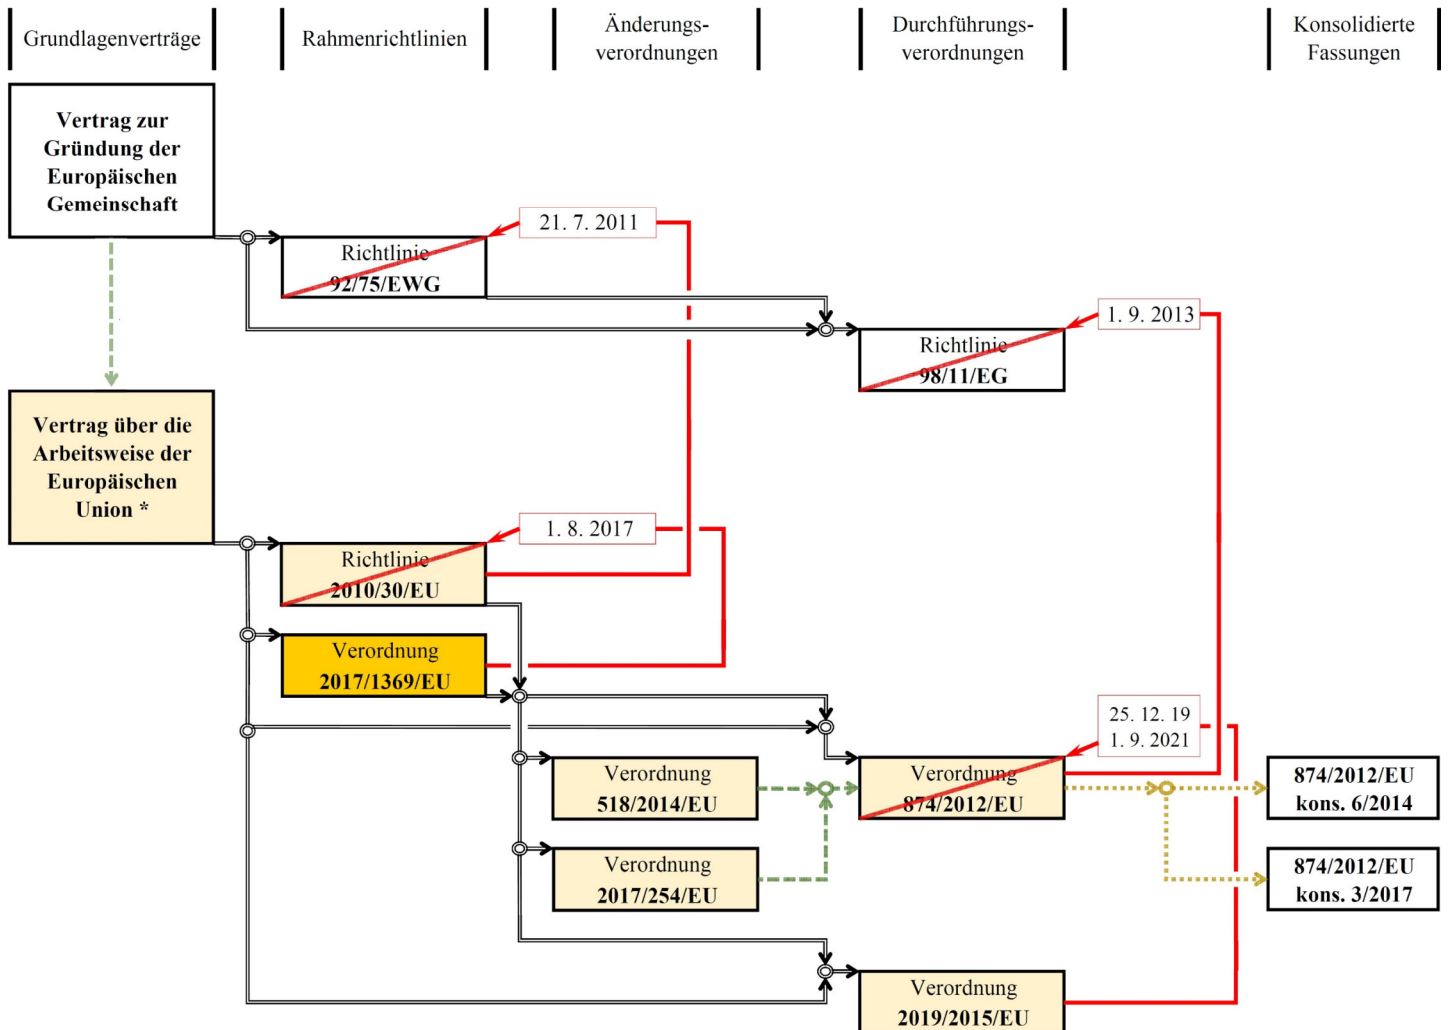 Grundlagenverträge
Rahmenrichtlinien
Änderungs-
verordnungen
Durchführungs-
verordnungen
Konsolidierte
Fassungen
Vertrag zur
Gründung der
Europäischen
Gemeinschaft
21. 7. 2011
Richtlinie
92/75/EWG
1. 9. 2013
Richtlinie
98/11/EG
Vertrag über die
Arbeitsweise der
Europäischen
Union *
1. 8. 2017
Richtlinie
2010/30/EU
Verordnung
2017/1369/EU
25. 12. 19
1. 9. 2021
Verordnung
518/2014/EU
Verordnung
874/2012/EU
874/2012/EU
kons. 6/2014
Verordnung
2017/254/EU
874/2012/EU
kons. 3/2017
Verordnung
2019/2015/EU